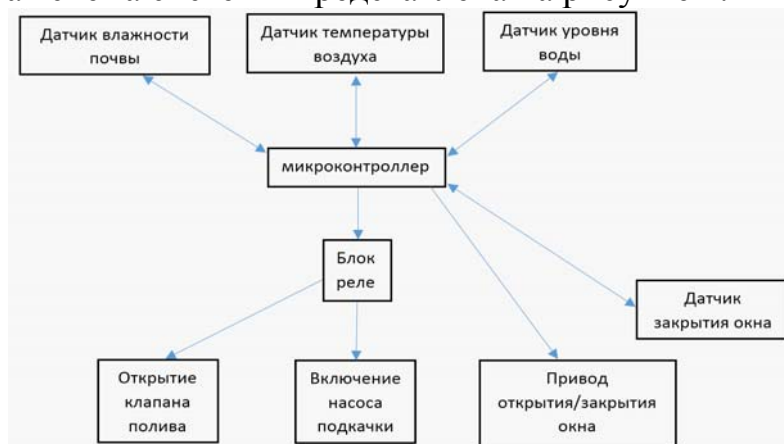 Датчик влажности
почвы
Датчик температуры
воздуха
Датчик уровня
воды
микроконтроллер
Блок
реле
Датчик
закрытия окна
Открытие
клапана
полива
Включение
насоса
подкачки
Привод
открытия/закрытия
окна